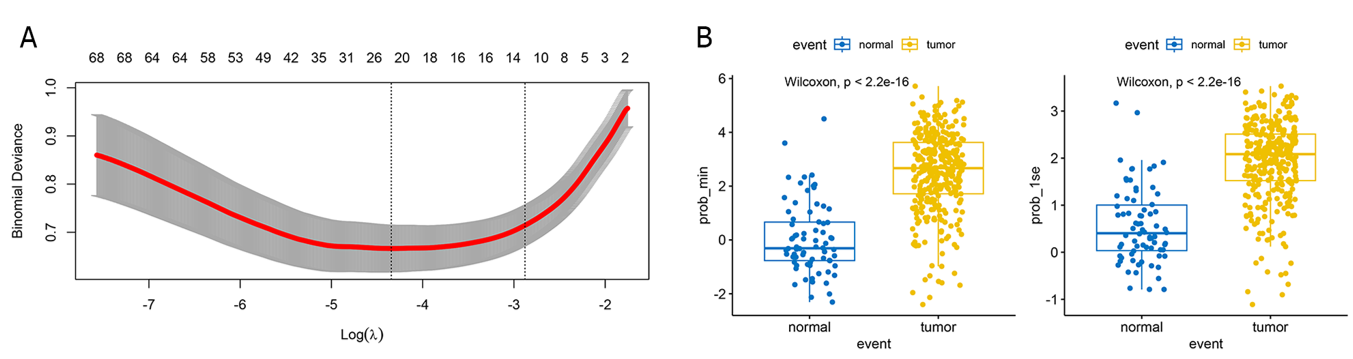 A
68 68 64 64 58 53 49 42 35 31 26 20 18 16 16 14 10 8 5 3 2
Binomial Deviance
1.0
0.9
0.8
0.7
-7 -6 -5 -4 -3 -2
Log(λ)
B
event normal tumor
Wilcoxon, p < 2.2e-16
prob_min
6
4
2
0
-2
normal tumor
event
event normal tumor
Wilcoxon, p < 2.2e-16
prob_1se
3
2
1
0
-1
normal tumor
event